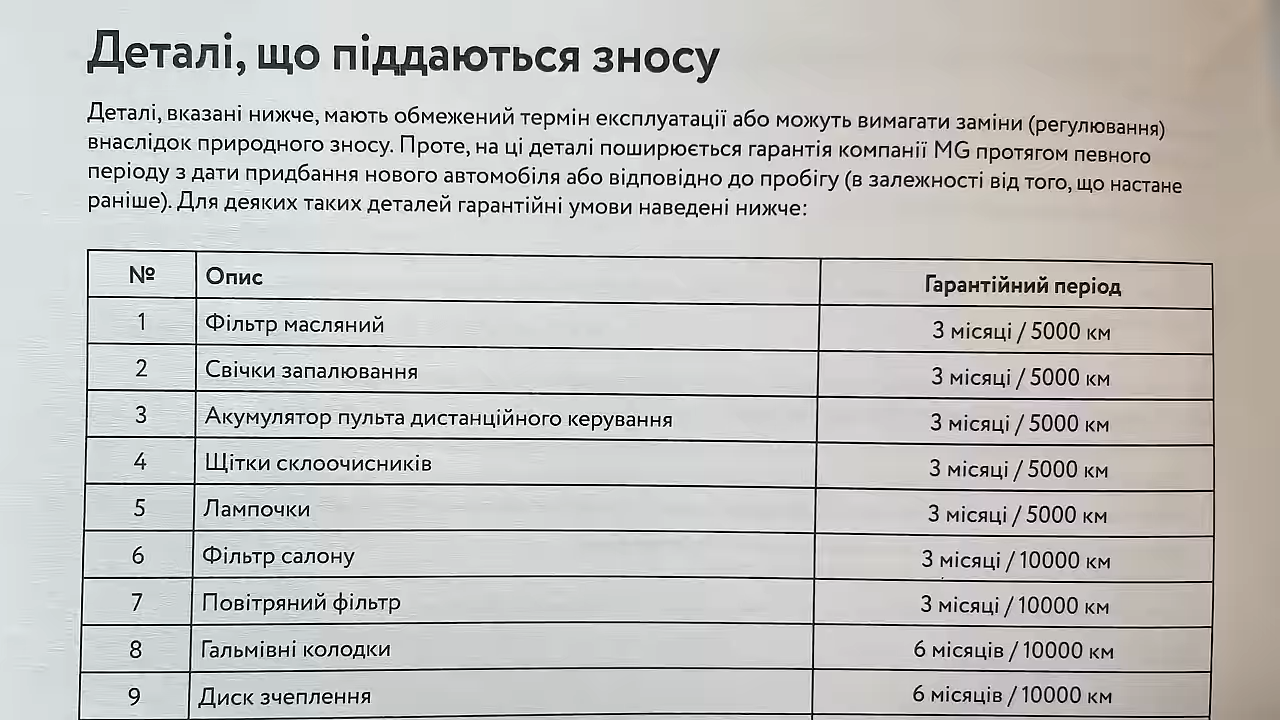 Деталі, що піддаються зносу
Деталі, вказані нижче, мають обмежений термін експлуатації або можуть вимагати заміни (регулювання)
внаслідок природного зносу. Проте, на ці деталі поширюється гарантія компанії MG протягом певного
періоду з дати придбання нового автомобіля або відповідно до пробігу (в залежності від того, що настане
раніше). Для деяких таких деталей гарантійні умови наведені нижче:
№ Опис Гарантійний період
1 Фільтр масляний 3 місяці / 5000 км
2 Свічки запалювання 3 місяці / 5000 км
3 Акумулятор пульта дистанційного керування 3 місяці / 5000 км
4 Щітки склоочисників 3 місяці / 5000 км
5 Лампочки 3 місяці / 5000 км
6 Фільтр салону 3 місяці / 10000 км
7 Повітряний фільтр 3 місяці / 10000 км
8 Гальмівні колодки 6 місяців / 10000 км
9 Диск зчеплення 6 місяців / 10000 км